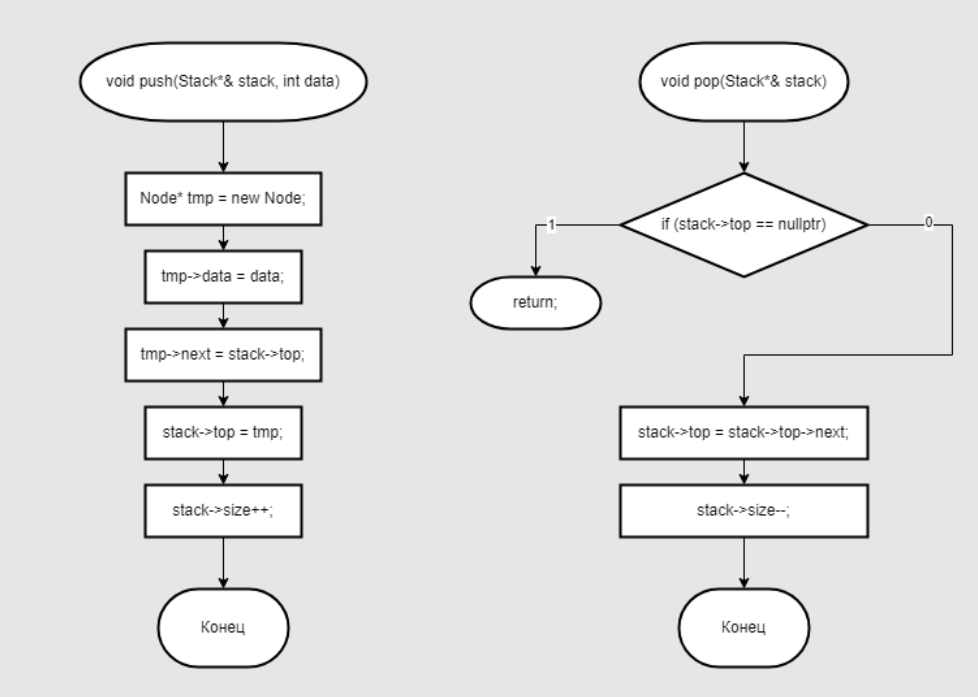 void push(Stack*& stack, int data)
Node* tmp = new Node;
tmp->data = data;
tmp->next = stack->top;
stack->top = tmp;
stack->size++;
Конец
void pop(Stack*& stack)
if (stack->top == nullptr)
1
0
return;
stack->top = stack->top->next;
stack->size--;
Конец